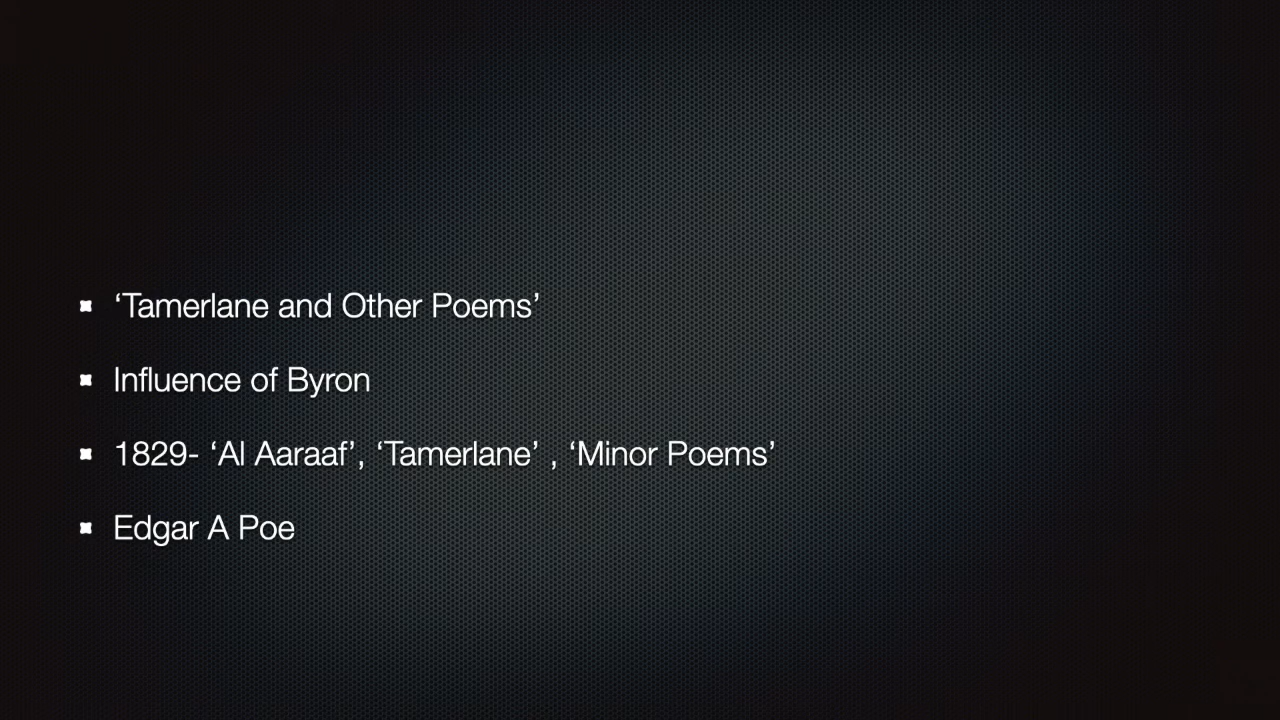 ‘Tamerlane and Other Poems’
Influence of Byron
1829- ‘Al Aaraaf’, ‘Tamerlane’ , ‘Minor Poems’
Edgar A Poe